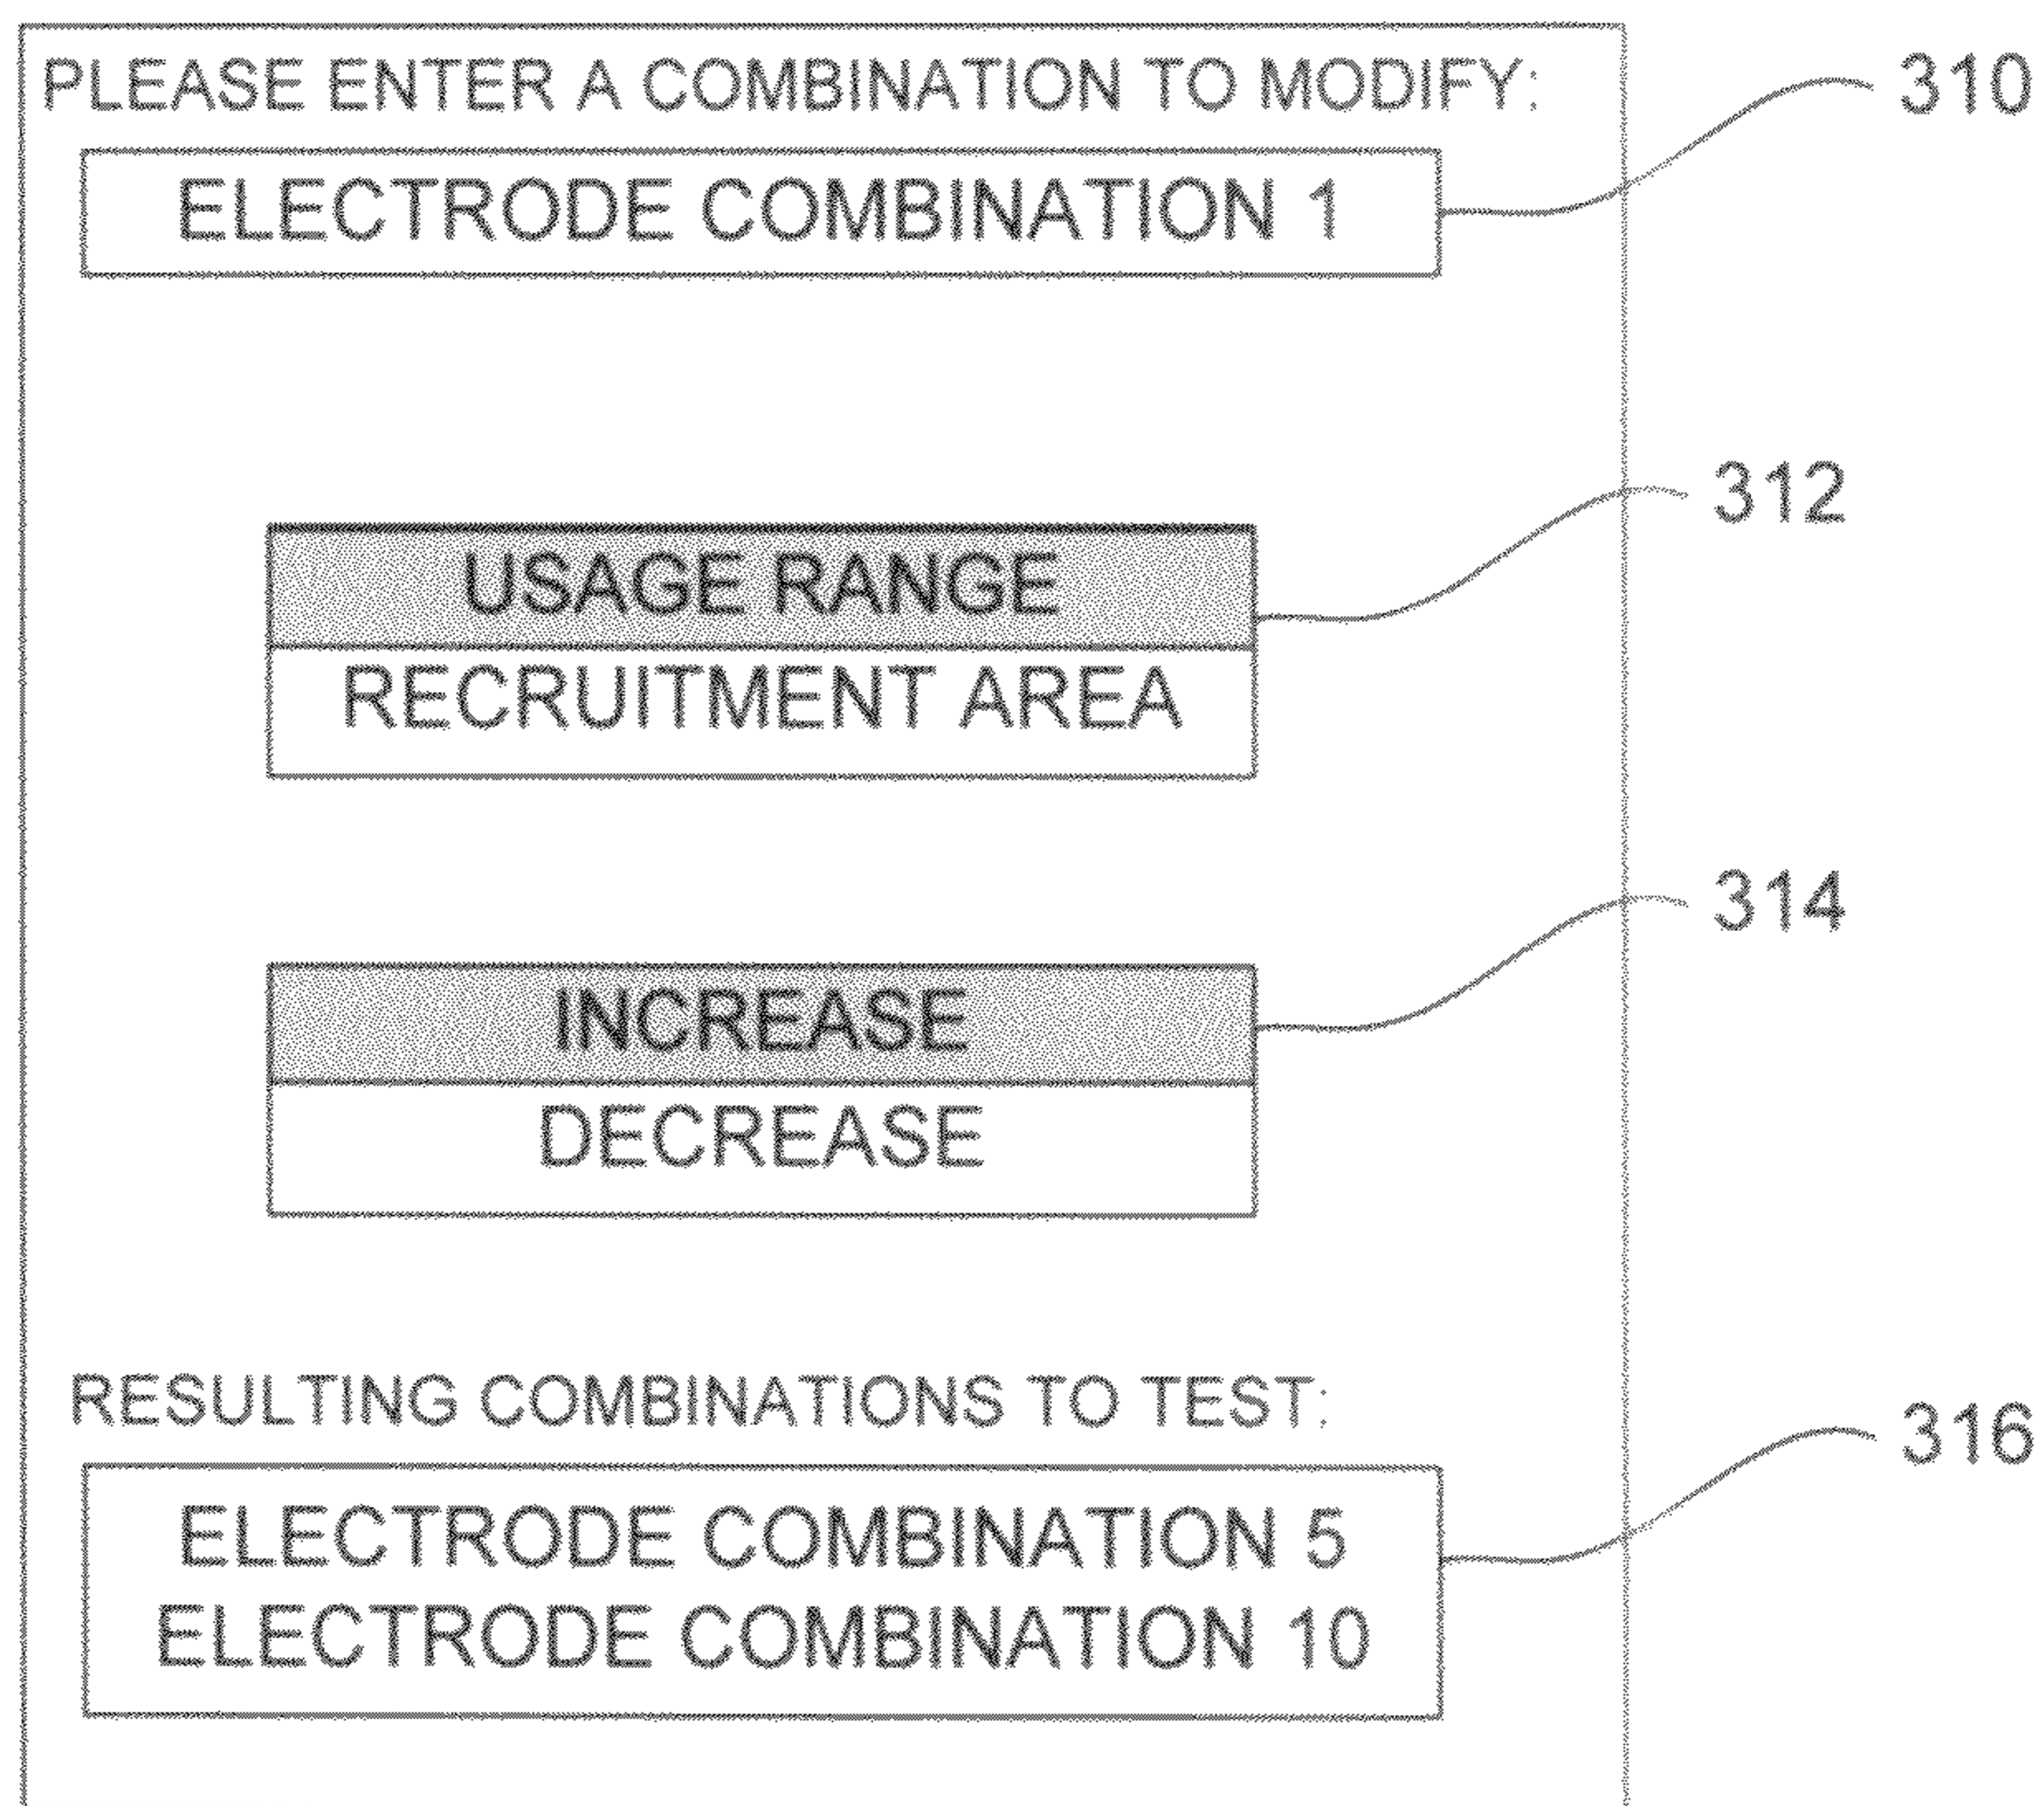 PLEASE ENTER A COMBINATION TO MODIFY:
310
ELECTRODE COMBINATION 1
312
USAGE RANGE
RECRUITMENT AREA
314
INCREASE
DECREASE
RESULTING COMBINATIONS TO TEST:
316
ELECTRODE COMBINATION 5
ELECTRODE COMBINATION 10